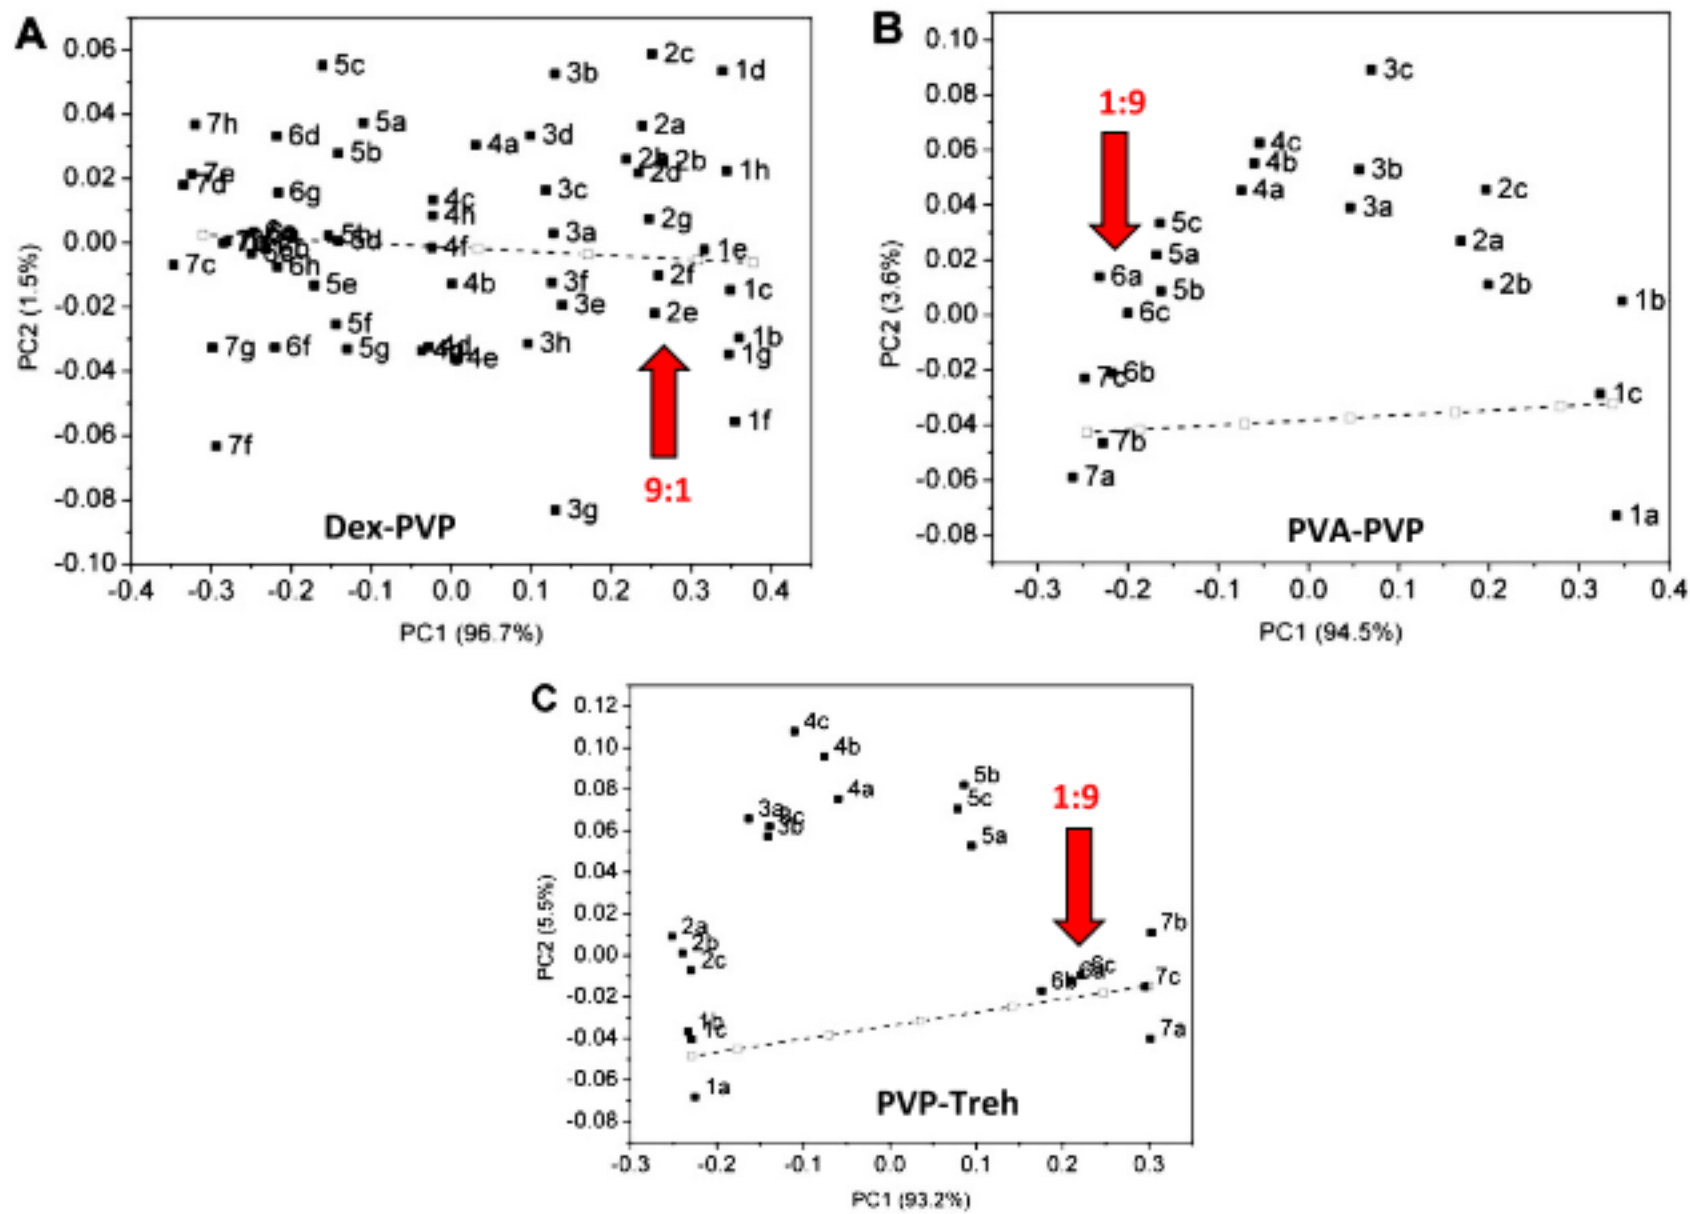 A
0.06
0.04
0.02
0.00
-0.02
-0.04
-0.06
-0.08
-0.10
PC2 (1.5%)
-0.4 -0.3 -0.2 -0.1 0.0 0.1 0.2 0.3 0.4
PC1 (96.7%)
5c
3b
2c
1d
7h
6d
5a
5b
4a
3d
2a
2b
2d
1h
7e
7d
6g
4c
4h
3c
2g
3a
4f
1e
7c
6h
5e
4b
3f
3e
2f
2e
1c
5f
1b
7g
6f
5g
4d
4e
3h
1g
1f
7f
3g
9:1
Dex-PVP
B
0.10
0.08
0.06
0.04
0.02
0.00
-0.02
-0.04
-0.06
-0.08
PC2 (3.6%)
-0.3 -0.2 -0.1 0.0 0.1 0.2 0.3 0.4
PC1 (94.5%)
1:9
3c
4c
4b
4a
3b
3a
2c
5c
5a
2a
6a
5b
2b
6c
1b
7c
6b
1c
7b
7a
1a
PVA-PVP
C
0.12
0.10
0.08
0.06
0.04
0.02
0.00
-0.02
-0.04
-0.06
-0.08
PC2 (5.5%)
-0.3 -0.2 -0.1 0.0 0.1 0.2 0.3
PC1 (93.2%)
4c
4b
4a
5b
5c
1:9
3a
3c
3b
5a
2a
2b
2c
7b
6b
6a
6c
7c
1b
1c
7a
1a
PVP-Treh